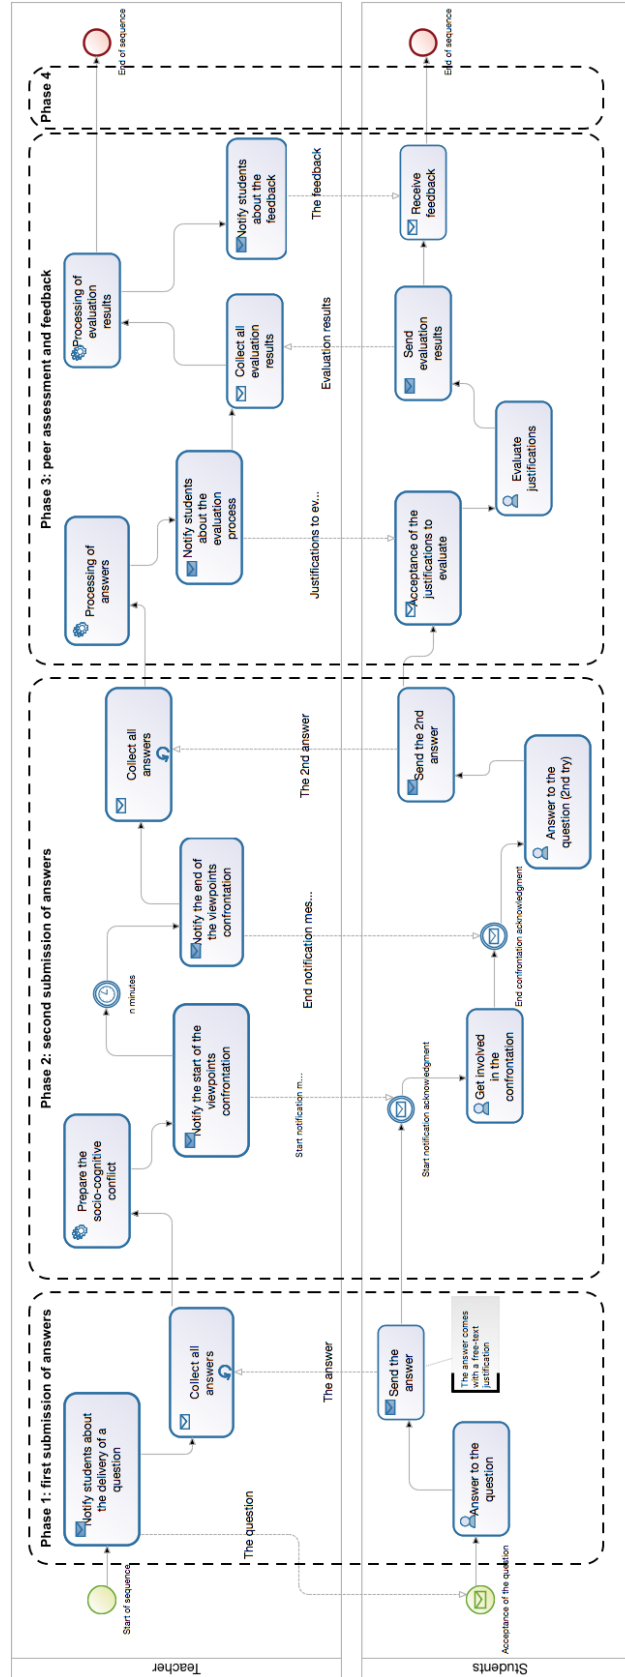 Teacher
Students
Phase 1: first submission of answers
Start of sequence
Notify students about
the delivery of a
question
Collect all
answers
The question
The answer
Acceptance of the question
Answer to the
question
Send the
answer
The answer comes
with a free-text
justification
Phase 2: second submission of answers
Prepare the
socio-cognitive
conflict
Notify the start of the
viewpoints
confrontation
n minutes
Notify the end of
the viewpoints
confrontation
Collect all
answers
Start notification m...
End notification mes...
The 2nd answer
Start notification acknowledgment
Get involved
in the
confrontation
End confrontation acknowledgment
Answer to the
question (2nd try)
Send the 2nd
answer
Phase 3: peer assessment and feedback
Processing of
answers
Notify students
about the
evaluation
process
Collect all
evaluation
results
Processing of
evaluation
results
Notify students
about the
feedback
Justifications to ev...
Evaluation results
The feedback
Acceptance of the
justifications to
evaluate
Evaluate
justifications
Send
evaluation
results
Receive
feedback
Phase 4
End of sequence
End of sequence